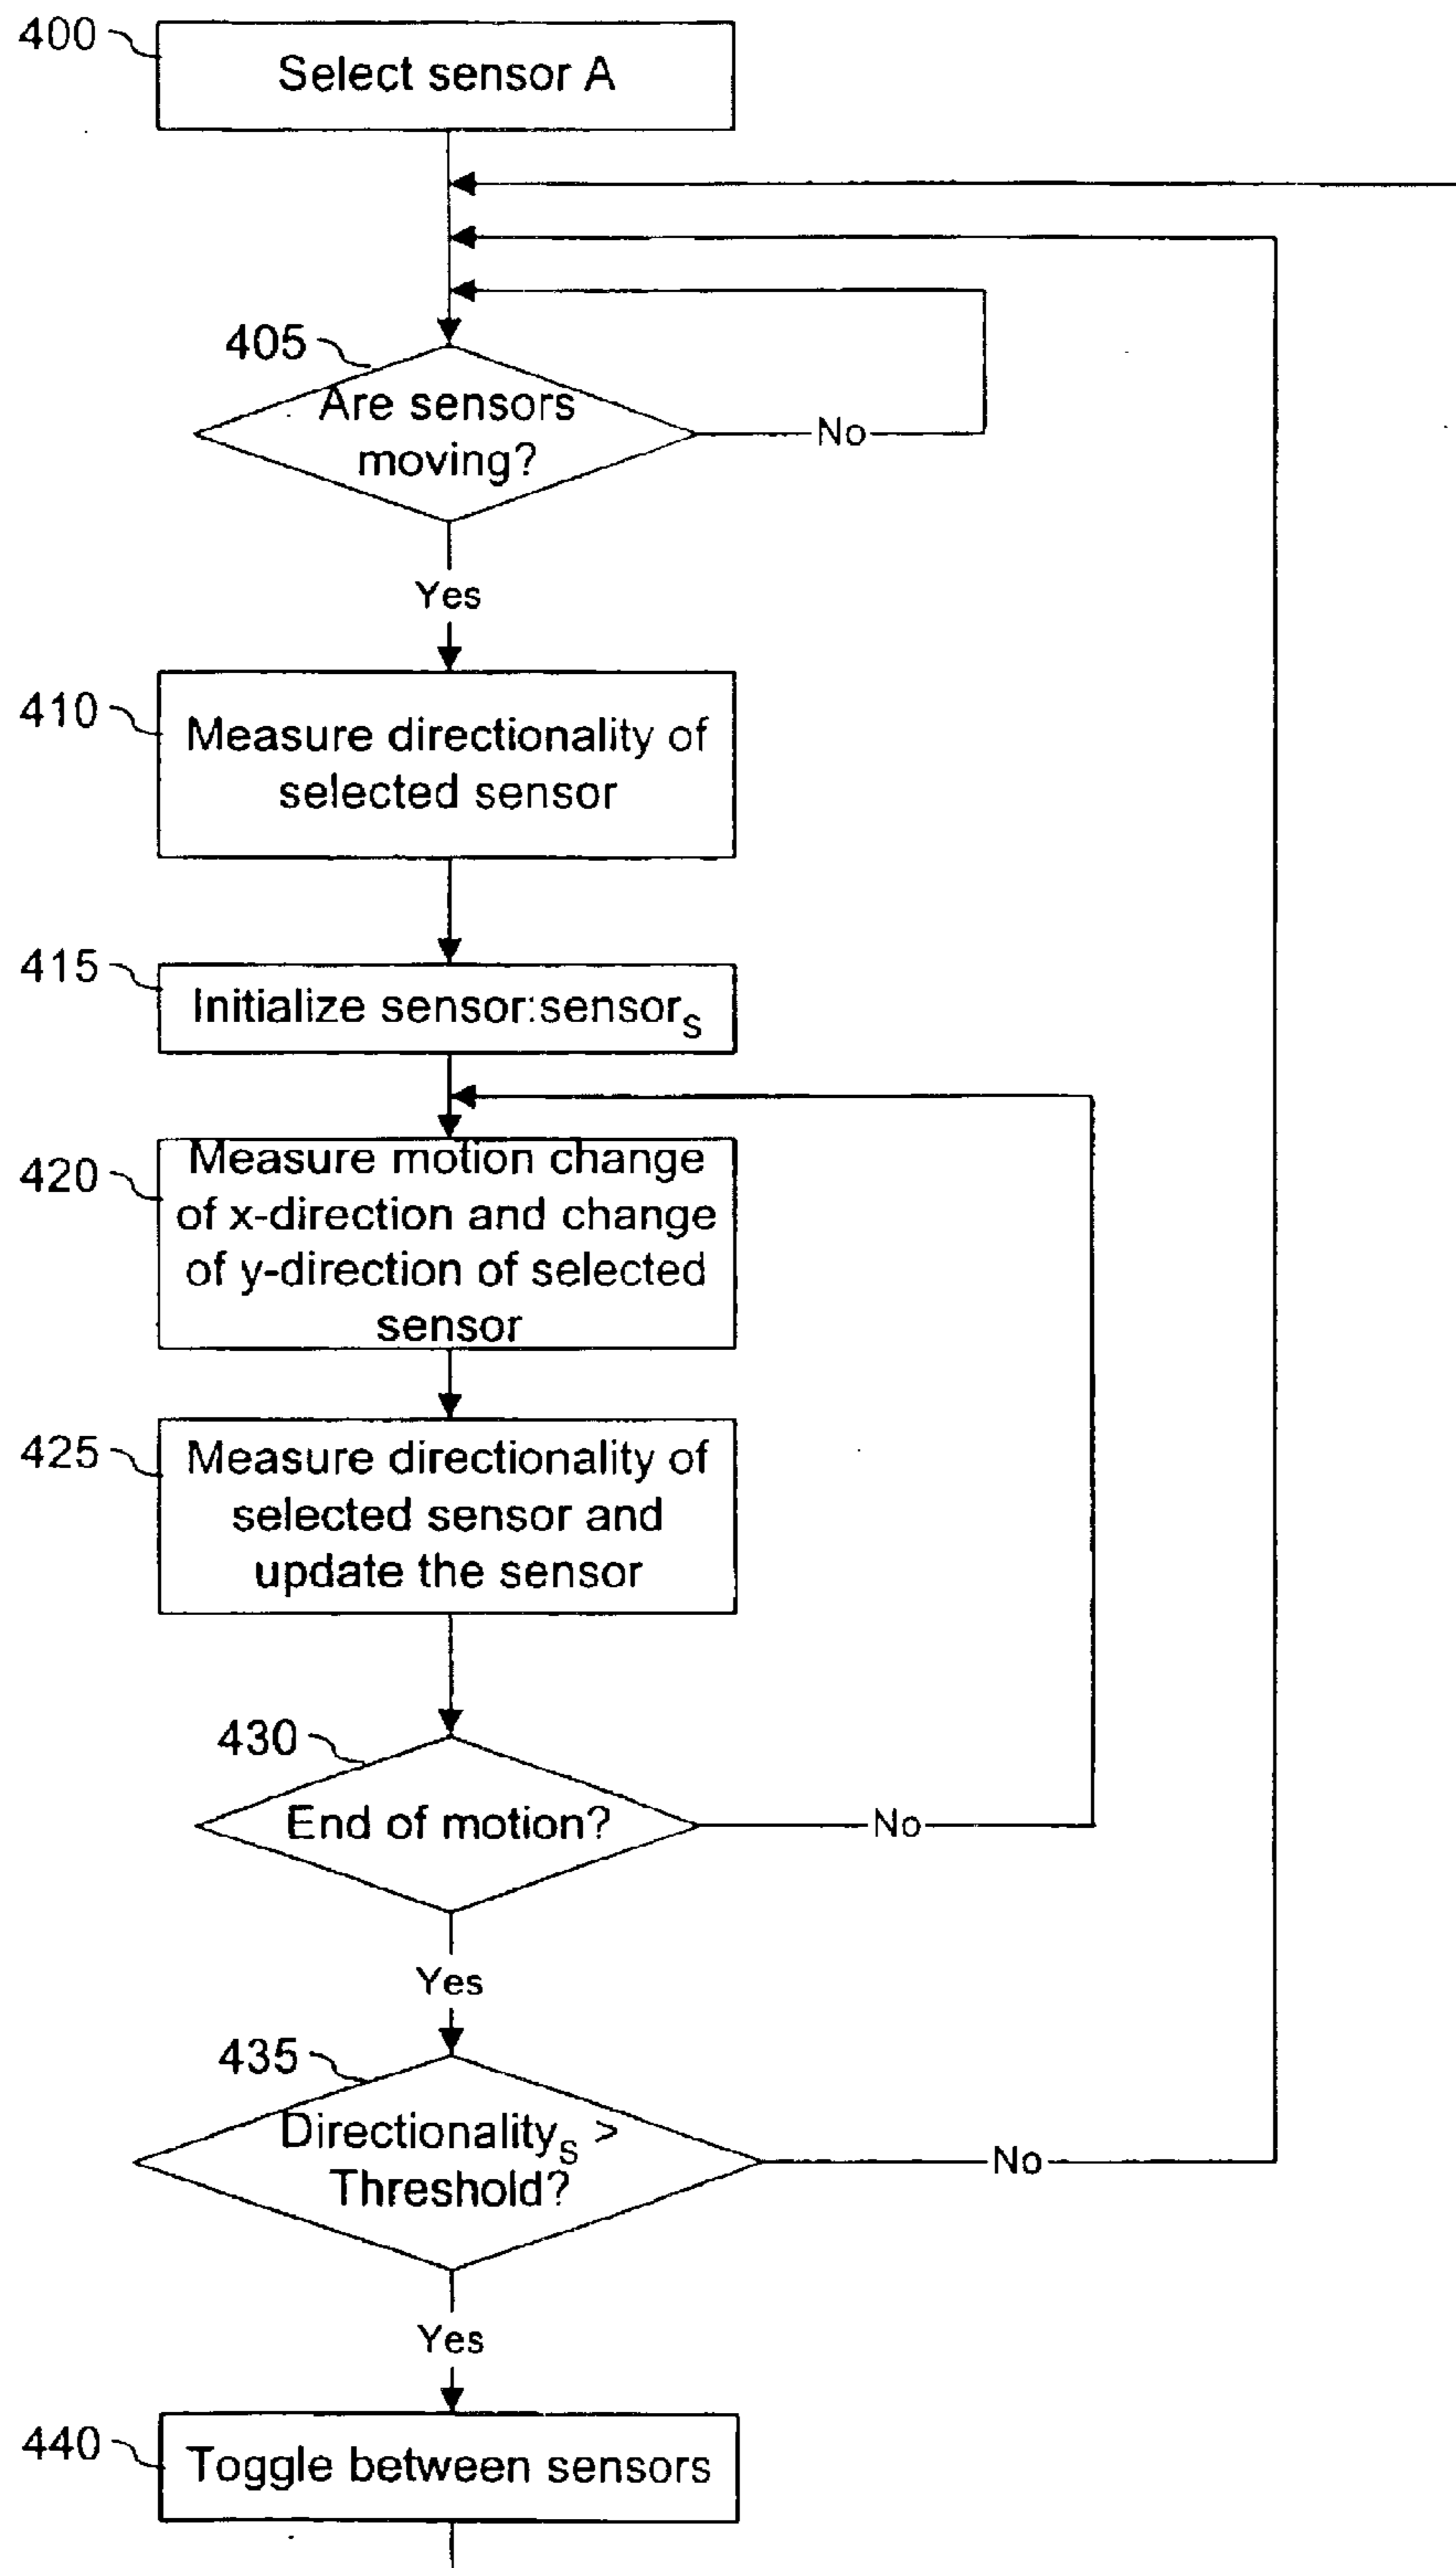 400
Select sensor A
405
Are sensors
moving?
No
Yes
410
Measure directionality of
selected sensor
415
Initialize sensor:sensorS
420
Measure motion change
of x-direction and change
of y-direction of selected
sensor
425
Measure directionality of
selected sensor and
update the sensor
430
End of motion?
No
Yes
435
DirectionalityS >
Threshold?
No
Yes
440
Toggle between sensors